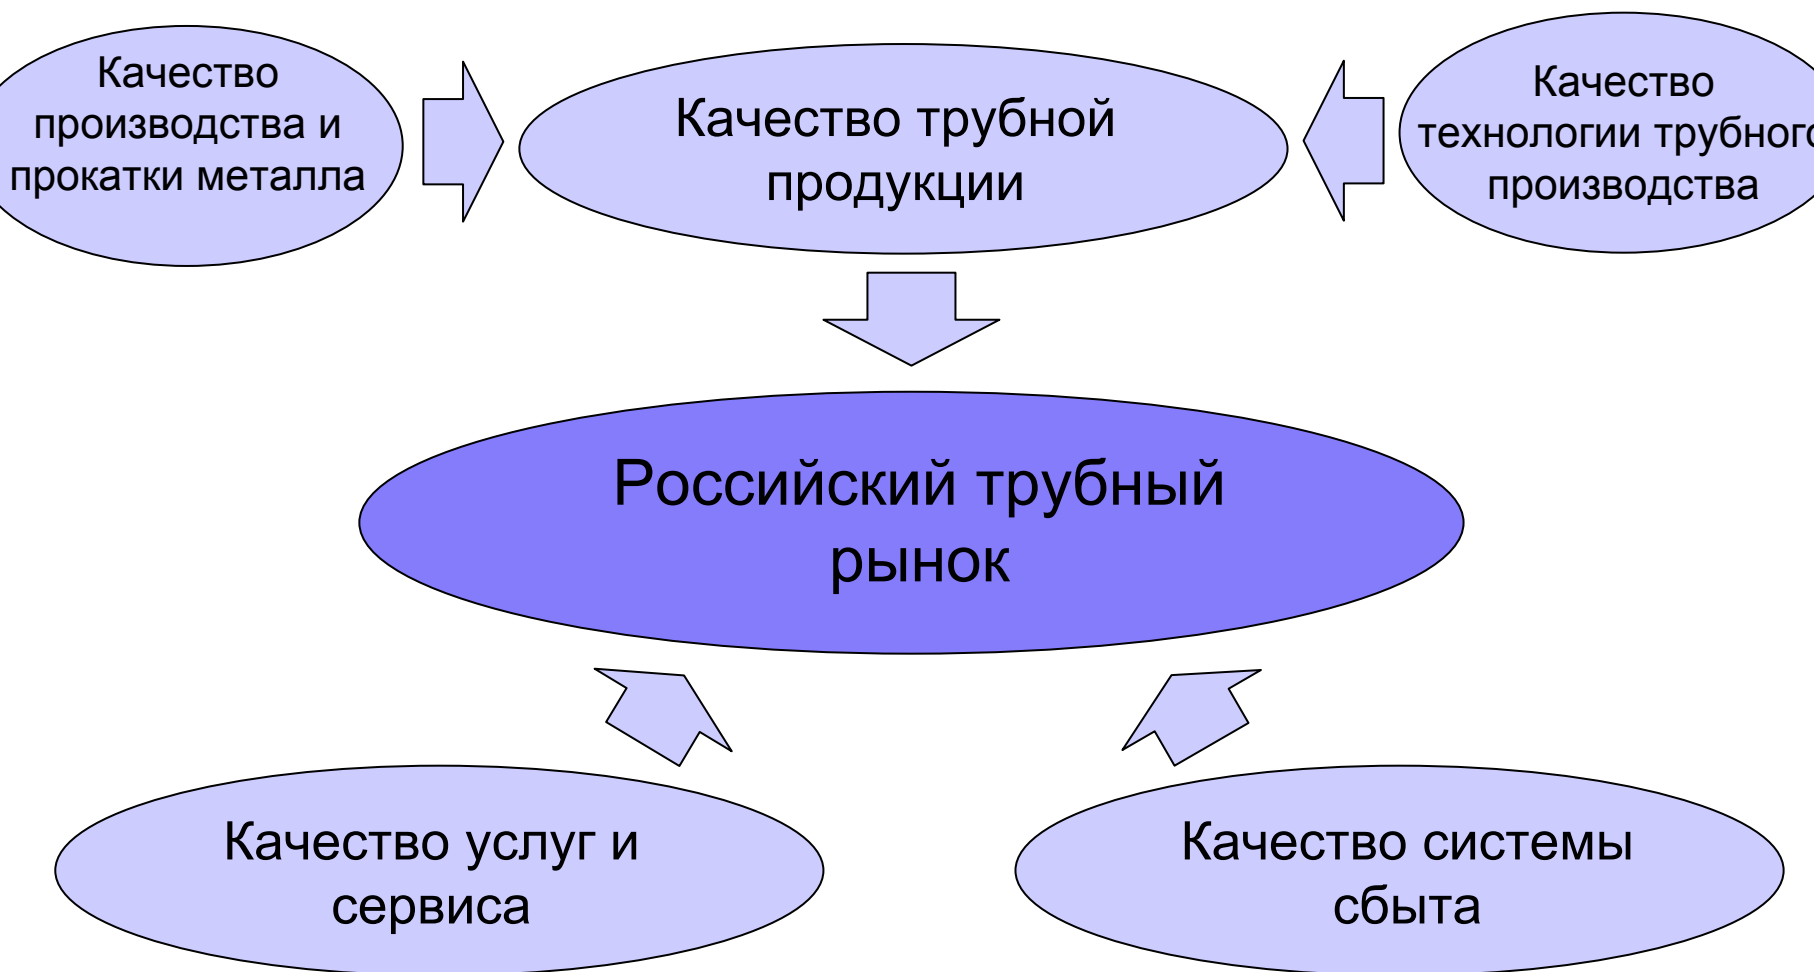 Качество
производства и
прокатки металла
Качество трубной
продукции
Качество
технологии трубного
производства
Российский трубный
рынок
Качество услуг и
сервиса
Качество системы
сбыта